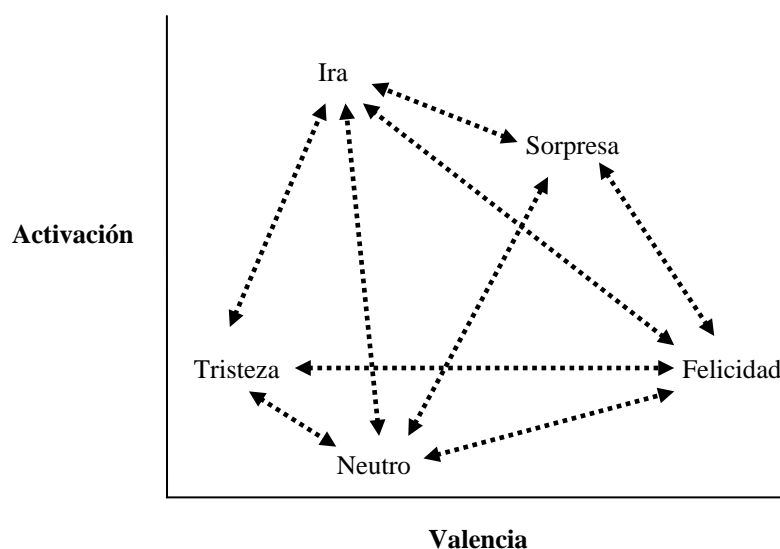 Ira
Sorpresa
Activación
Tristeza
Felicidad
Neutro
Valencia